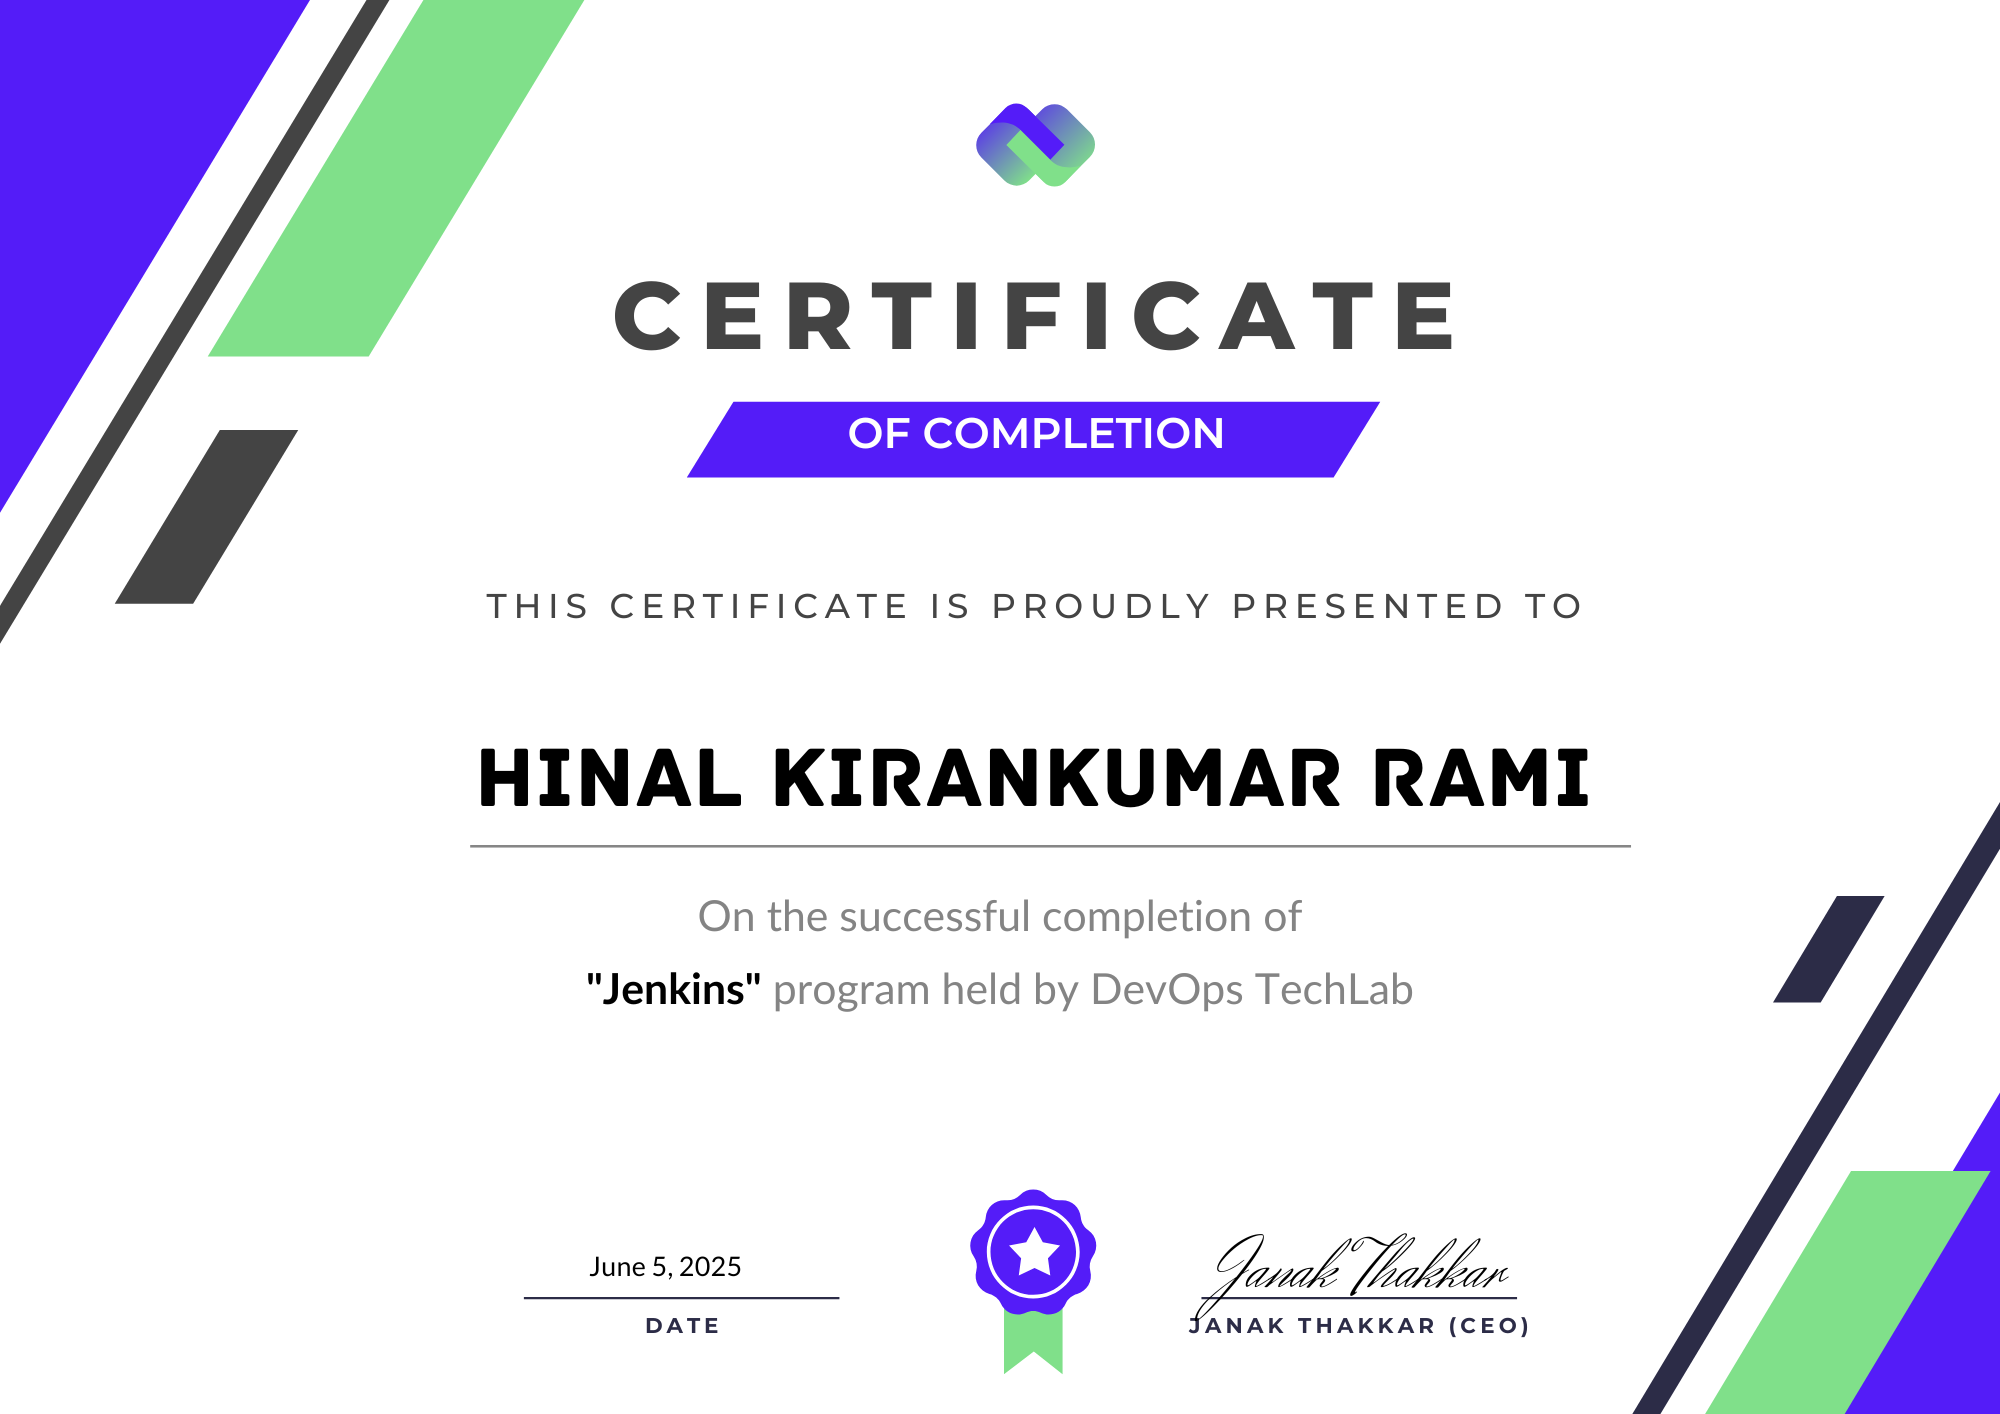 CERTIFICATE
OF COMPLETION
THIS CERTIFICATE IS PROUDLY PRESENTED TO
HINAL KIRANKUMAR RAMI
On the successful completion of
"Jenkins" program held by DevOps TechLab
June 5, 2025
DATE
Janak Thakkar
JANAK THAKKAR (CEO)